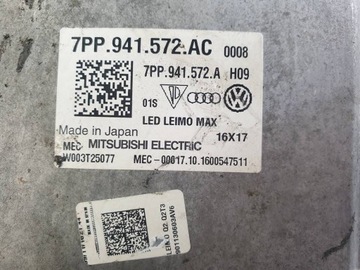 7PP.941.572.AC 0008
7PP.941.572.A H09
01S
LED LEIMO MAX
Made in Japan 16X17
MEC MITSUBISHI ELECTRIC
W003T25077 MEC-00617.10.1600547511